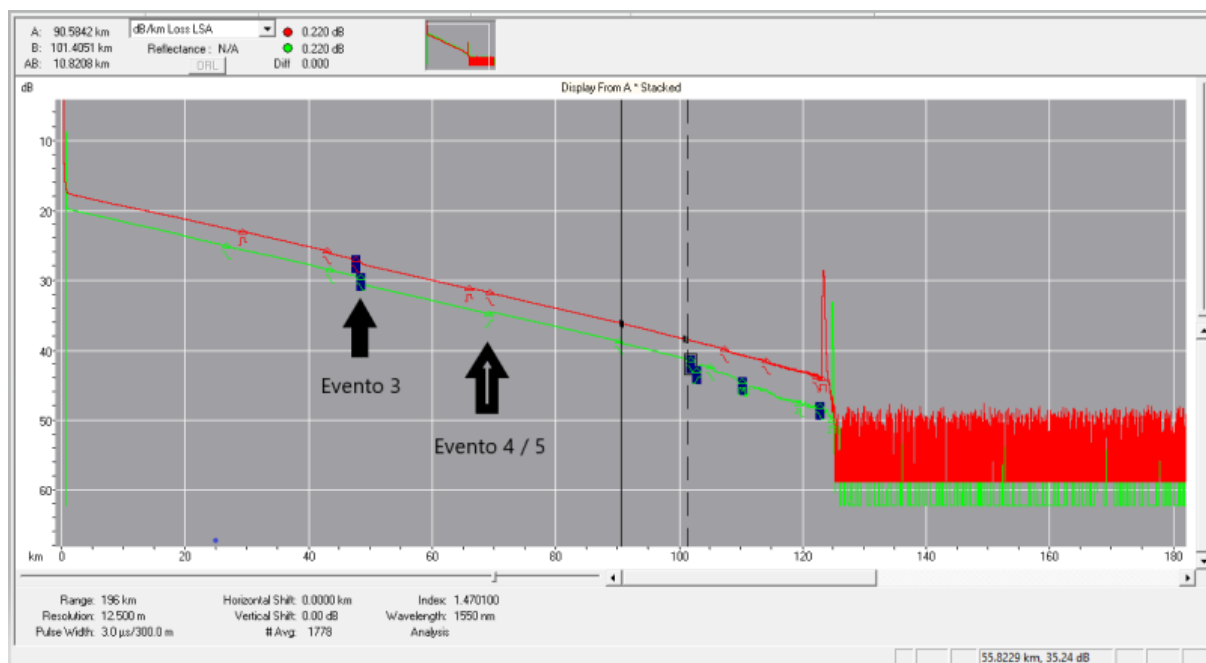 A: 90.5842 km dB/km Loss LSA 0.220 dB
B: 101.4051 km Reflectance : N/A 0.220 dB
AB: 10.8208 km ORL Diff 0.000
dB Display From A * Stacked
10
20
30
40
50
60
Evento 3
Evento 4 / 5
km 0 20 40 60 80 100 120 140 160 180
Range: 196 km Horizontal Shift: 0.0000 km Index: 1.470100
Resolution: 12.500 m Vertical Shift: 0.00 dB Wavelength: 1550 nm
Pulse Width: 3.0 µs/300.0 m # Avg: 1778 Analysis
55.8229 km, 35.24 dB